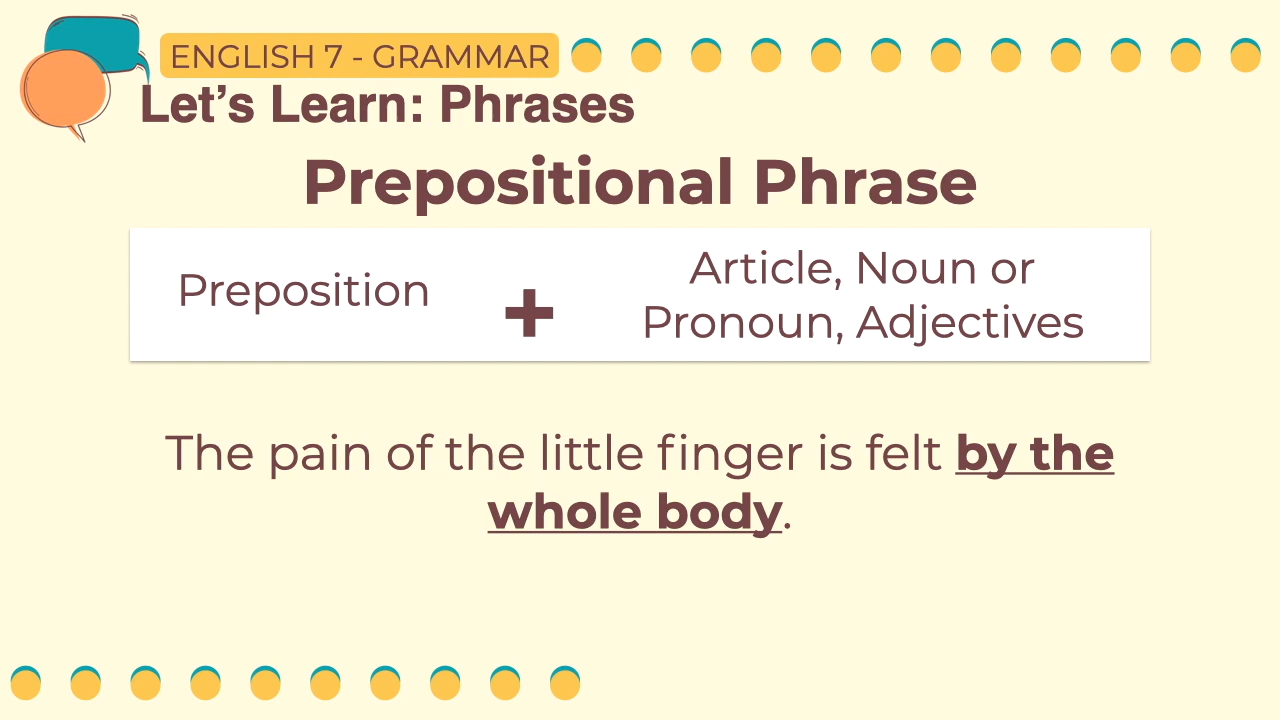 ENGLISH 7 - GRAMMAR
Let’s Learn: Phrases
Prepositional Phrase
Preposition
+
Article, Noun or
Pronoun, Adjectives
The pain of the little finger is felt by the
whole body.